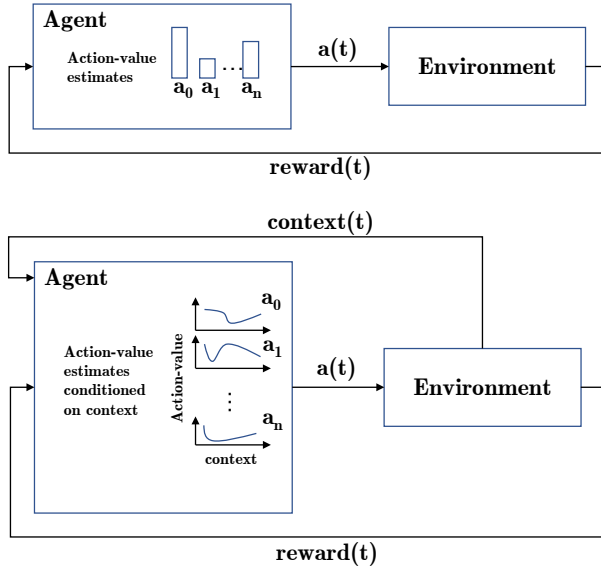 Agent
Action-value
estimates
a0 a1 ... an
a(t)
Environment
reward(t)
context(t)
Agent
Action-value
estimates
conditioned
on context
Action-value
a0
a1
⋮
an
context
a(t)
Environment
reward(t)